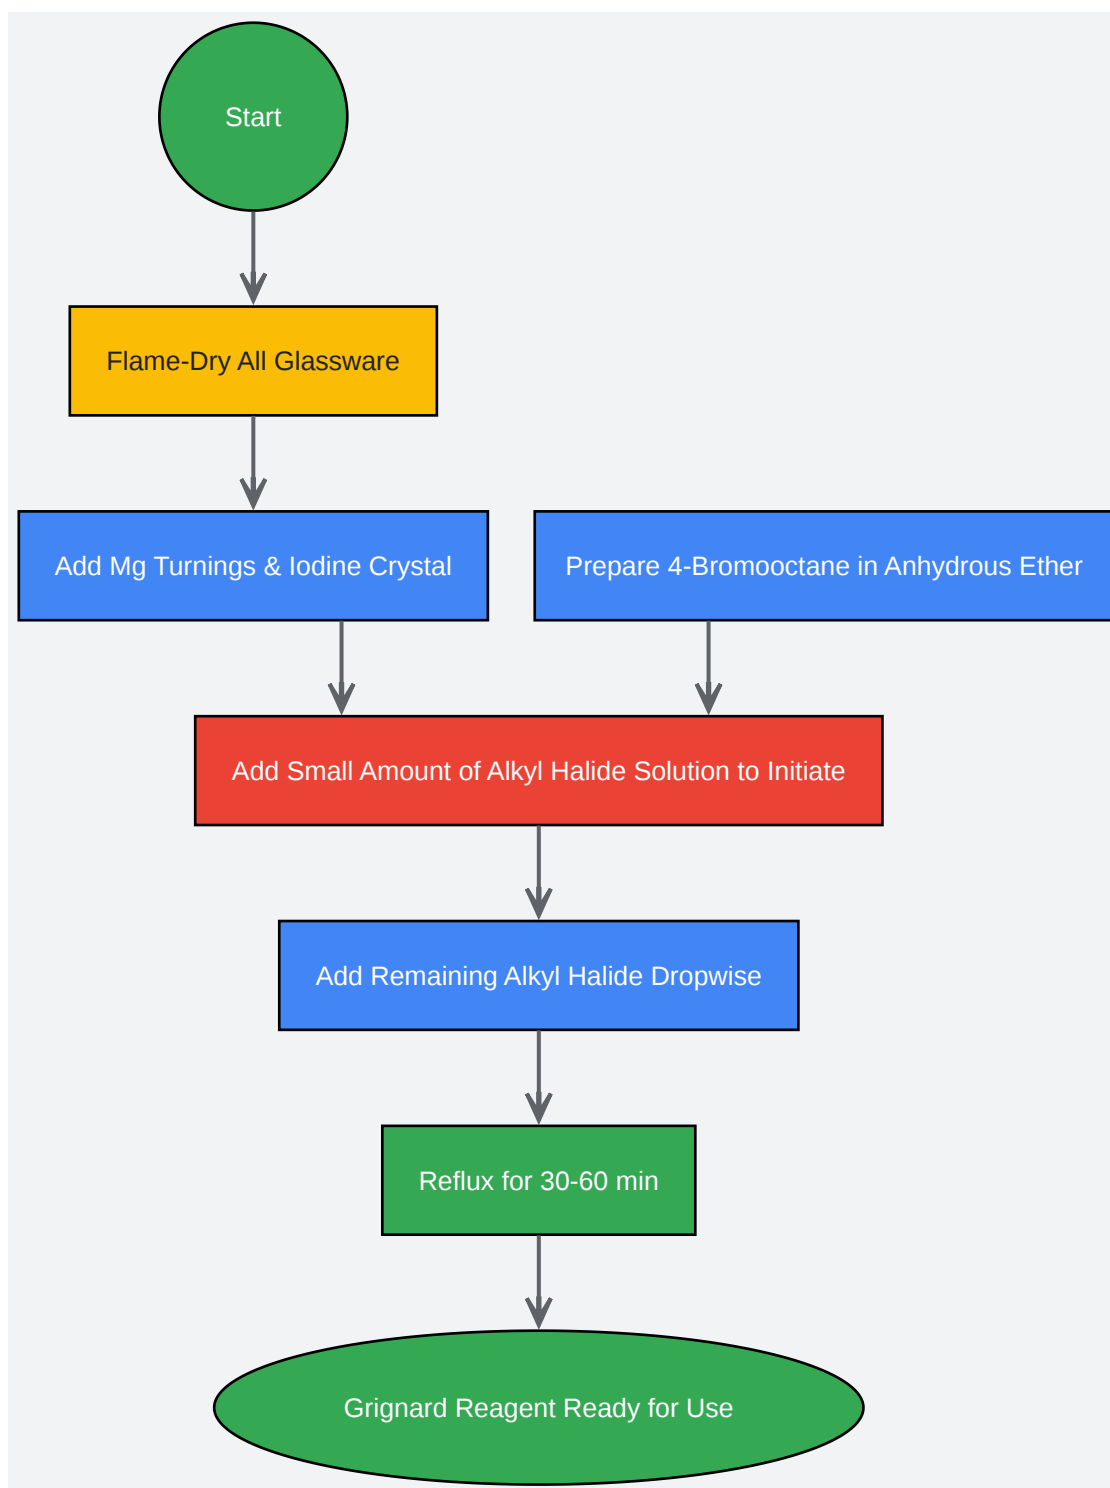 Start
Flame-Dry All Glassware
Add Mg Turnings & Iodine Crystal
Prepare 4-Bromooctane in Anhydrous Ether
Add Small Amount of Alkyl Halide Solution to Initiate
Add Remaining Alkyl Halide Dropwise
Reflux for 30-60 min
Grignard Reagent Ready for Use